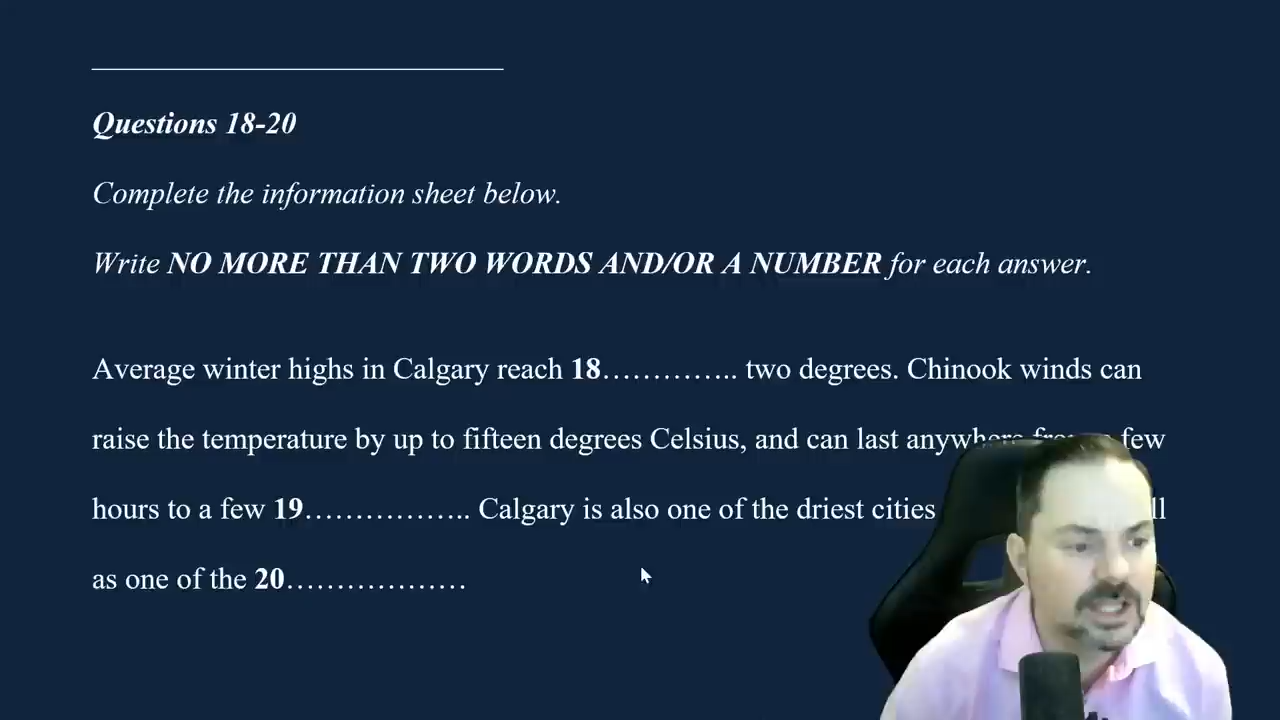 Questions 18-20
Complete the information sheet below.
Write NO MORE THAN TWO WORDS AND/OR A NUMBER for each answer.
Average winter highs in Calgary reach 18………….. two degrees. Chinook winds can
raise the temperature by up to fifteen degrees Celsius, and can last anywhere few
hours to a few 19…………….. Calgary is also one of the driest cities
as one of the 20………………